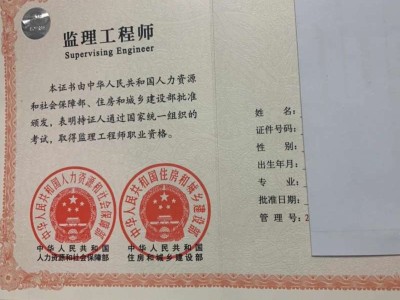 监理工程师
Supervising Engineer
本证书由中华人民共和国人力资源
和社会保障部、住房和城乡建设部批准
颁发，表明持证人通过国家统一组织的
考试，取得监理工程师职业资格。
中华人民共和国人力资源和社会保障部
中华人民共和国住房和城乡建设部
中华人民共和国
人力资源和社会保障部
中华人民共和国
住房和城乡建设部
姓名：
证件号码：
性别：
出生年月：
专业：
批准日期：
管理号：2